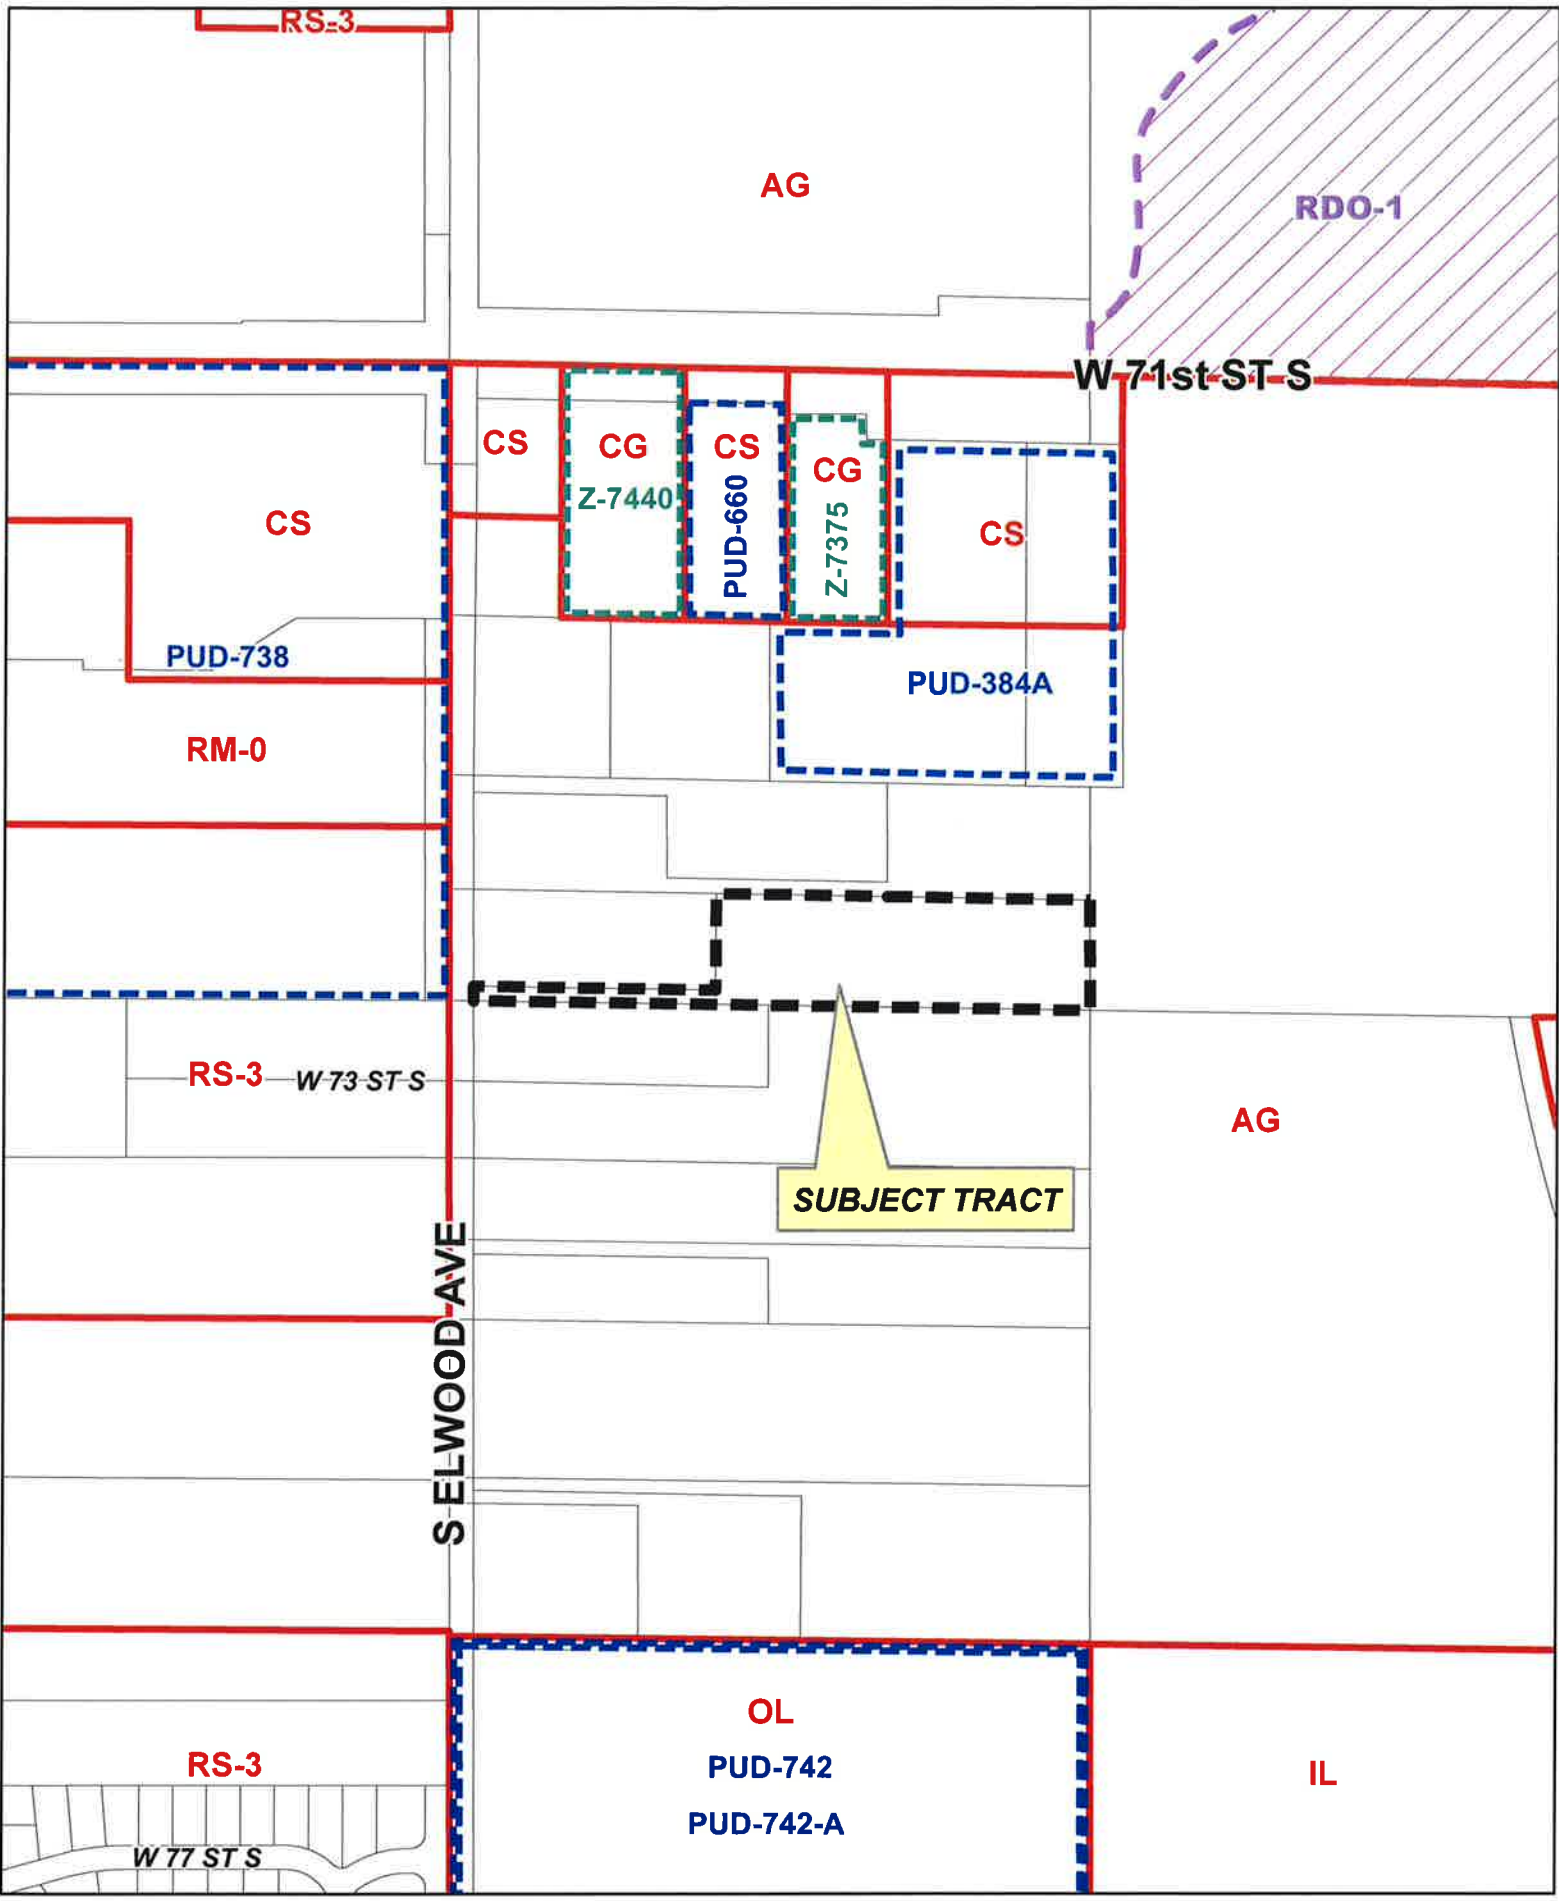 RS-3
AG
RDO-1
W 71st ST S
CS
CG
Z-7440
CS
PUD-660
CG
Z-7375
CS
CS
PUD-738
PUD-384A
RM-0
RS-3
W 73 ST S
AG
SUBJECT TRACT
S ELWOOD AVE
OL
PUD-742
PUD-742-A
RS-3
IL
W 77 ST S